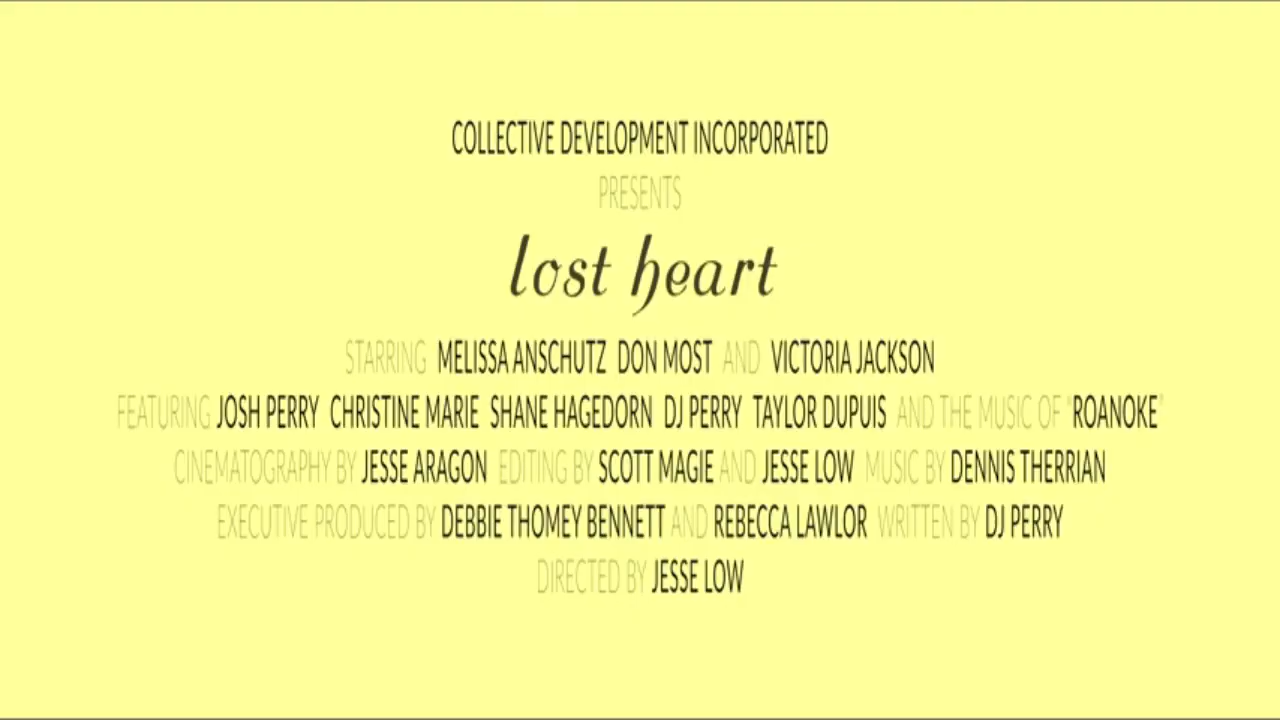 COLLECTIVE DEVELOPMENT INCORPORATED
PRESENTS
lost heart
STARRING MELISSA ANSCHUTZ DON MOST AND VICTORIA JACKSON
FEATURING JOSH PERRY CHRISTINE MARIE SHANE HAGEDORN DJ PERRY TAYLOR DUPUIS AND THE MUSIC OF "ROANOKE"
CINEMATOGRAPHY BY JESSE ARAGON EDITING BY SCOTT MAGIE AND JESSE LOW MUSIC BY DENNIS THERRIAN
EXECUTIVE PRODUCED BY DEBBIE THOMEY BENNETT AND REBECCA LAWLOR WRITTEN BY DJ PERRY
DIRECTED BY JESSE LOW